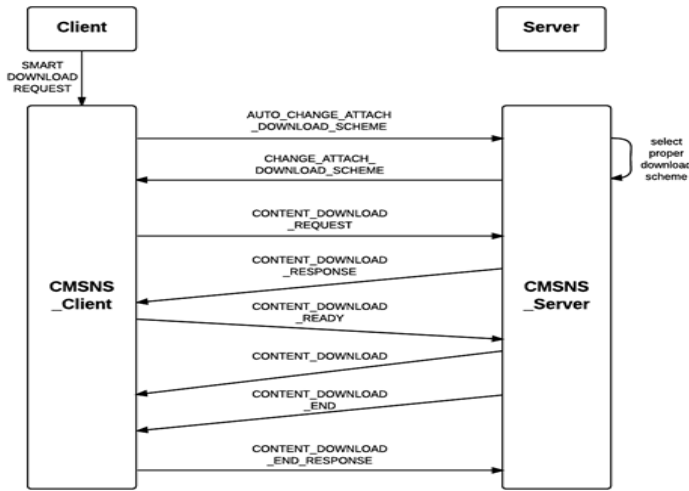 Client
Server
SMART
DOWNLOAD
REQUEST
AUTO_CHANGE_ATTACH
_DOWNLOAD_SCHEME
select
proper
download
scheme
CHANGE_ATTACH_
DOWNLOAD_SCHEME
CONTENT_DOWNLOAD
_REQUEST
CONTENT_DOWNLOAD
_RESPONSE
CMSNS
_Client
CMSNS
_Server
CONTENT_DOWNLOAD
_READY
CONTENT_DOWNLOAD
CONTENT_DOWNLOAD
_END
CONTENT_DOWNLOAD
_END_RESPONSE